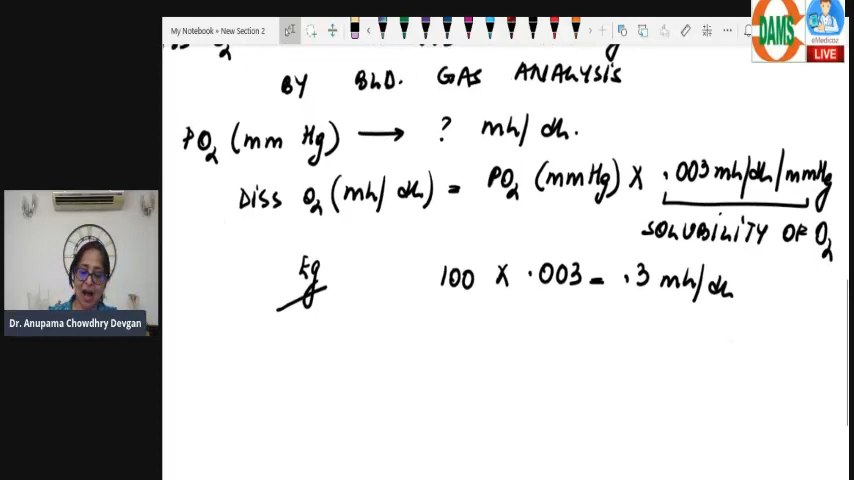 My Notebook » New Section 2
DAMS
eMedicoz
LIVE
O2
BY BLD. GAS ANALYSIS
PO2 (mm Hg) → ? ml/dl.
DISS O2 (ml/dl) = PO2 (mmHg) X .003 ml/dl/mmHg
SOLUBILITY OF O2
Eg
100 X .003 = .3 ml/dl
Dr. Anupama Chowdhry Devgan